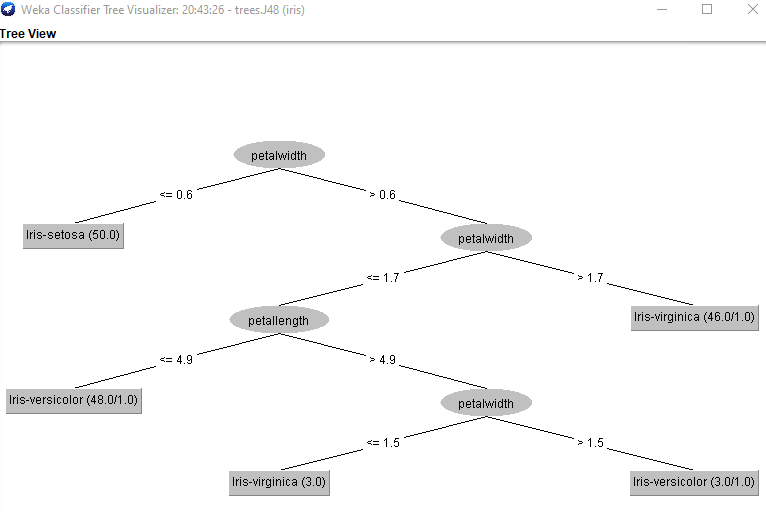 Weka Classifier Tree Visualizer: 20:43:26 - trees.J48 (iris)
Tree View
petalwidth
<= 0.6
> 0.6
Iris-setosa (50.0)
petalwidth
<= 1.7
> 1.7
petallength
Iris-virginica (46.0/1.0)
<= 4.9
> 4.9
Iris-versicolor (48.0/1.0)
petalwidth
<= 1.5
> 1.5
Iris-virginica (3.0)
Iris-versicolor (3.0/1.0)